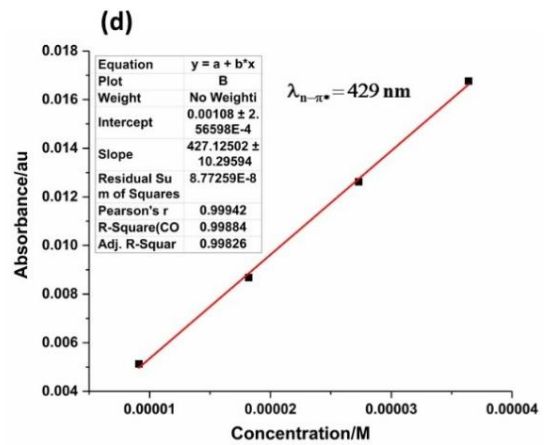 (d)
0.018
0.016
0.014
0.012
0.010
0.008
0.006
0.004
Absorbance/au
Equation y = a + b*x
Plot B
Weight No Weighti
Intercept 0.00108 ± 2.
56598E-4
Slope 427.12502 ±
10.29594
Residual Su 8.77259E-8
m of Squares
Pearson's r 0.99942
R-Square(CO 0.99884
Adj. R-Squar 0.99826
λn–π* = 429 nm
0.00001 0.00002 0.00003 0.00004
Concentration/M